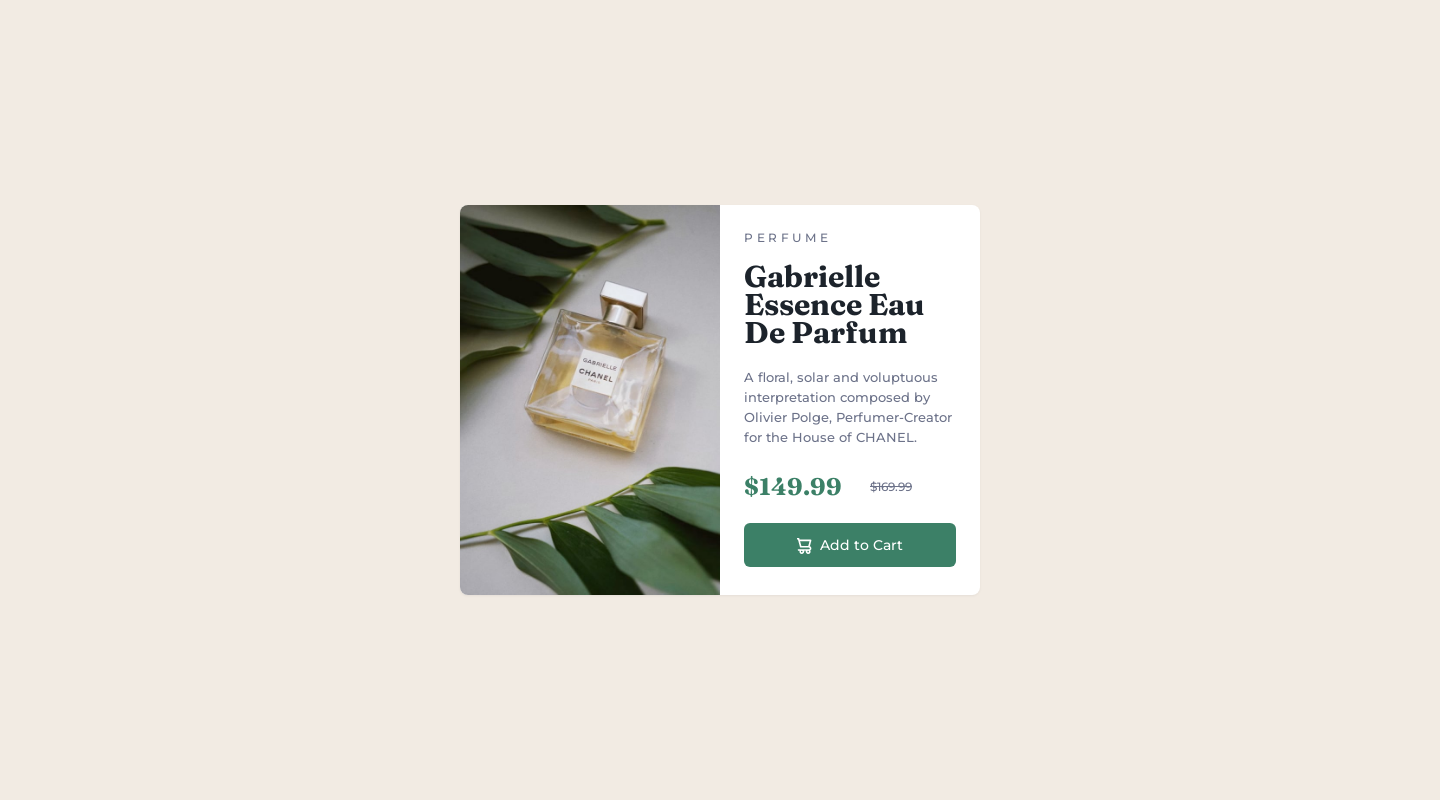 GABRIELLE
CHANEL
PARIS
PERFUME
Gabrielle
Essence Eau
De Parfum
A floral, solar and voluptuous
interpretation composed by
Olivier Polge, Perfumer-Creator
for the House of CHANEL.
$149.99 $169.99
Add to Cart